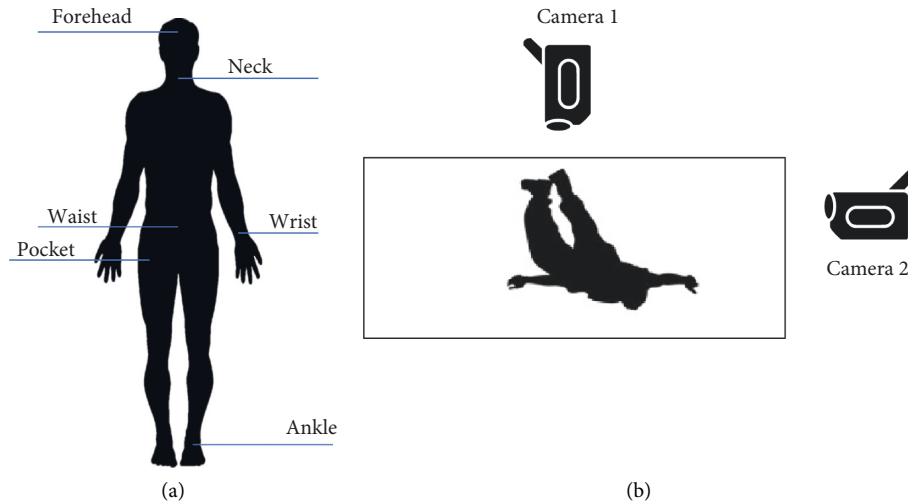 Forehead
Neck
Waist
Wrist
Pocket
Ankle
(a)
Camera 1
Camera 2
(b)